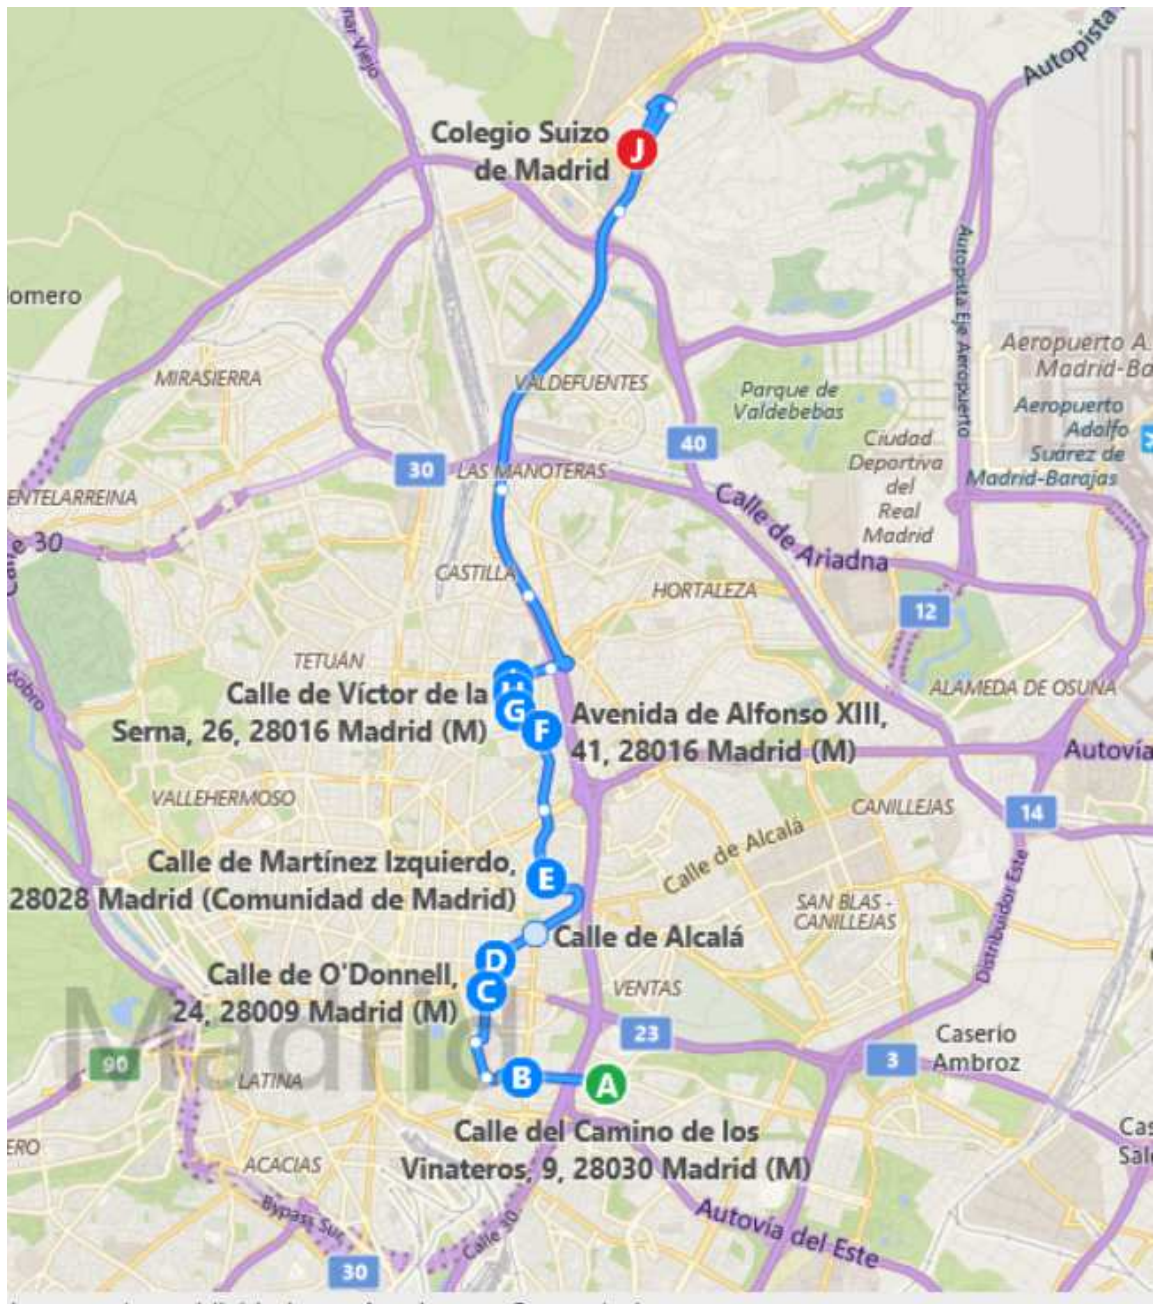 nar Viejo
Autopista
Colegio Suizo
de Madrid
J
Autopista Eje Aeropuerto
omero
Aeropuerto A.
Madrid-Ba
MIRASIERRA
VALDEFUENTES
Parque de
Valdebebas
Aeropuerto
Adolfo
Suárez de
Madrid-Barajas
40
Ciudad
Deportiva
del
Real
Madrid
30
LAS MANOTERAS
ENTELARREINA
Calle de Ariadna
Calle 30
CASTILLA
HORTALEZA
12
TETUÁN
ALAMEDA DE OSUNA
H
G
F
Calle de Víctor de la
Serna, 26, 28016 Madrid (M)
Avenida de Alfonso XIII,
41, 28016 Madrid (M)
Autovía
VALLEHERMOSO
CANILLEJAS
14
Calle de Alcalá
Calle de Martínez Izquierdo,
28028 Madrid (Comunidad de Madrid)
E
SAN BLAS -
CANILLEJAS
Distribuidor Este
Calle de Alcalá
D
Calle de O'Donnell,
24, 28009 Madrid (M)
C
VENTAS
Madrid
23
Caserío
Ambroz
3
90
LATINA
B
A
Calle del Camino de los
Vinateros, 9, 28030 Madrid (M)
Cas
Sal
ERO
ACACIAS
Bypass Sur
Calle 30
Autovía del Este
30